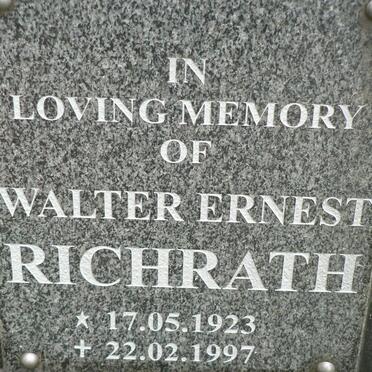 IN
LOVING MEMORY
OF
WALTER ERNEST
RICHRATH
★ 17.05.1923
+ 22.02.1997